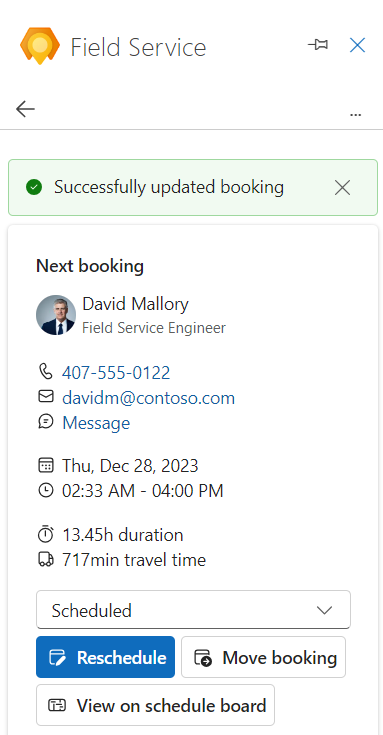 Field Service
...
Successfully updated booking
Next booking
David Mallory
Field Service Engineer
407-555-0122
davidm@contoso.com
Message
Thu, Dec 28, 2023
02:33 AM - 04:00 PM
13.45h duration
717min travel time
Scheduled
Reschedule
Move booking
View on schedule board